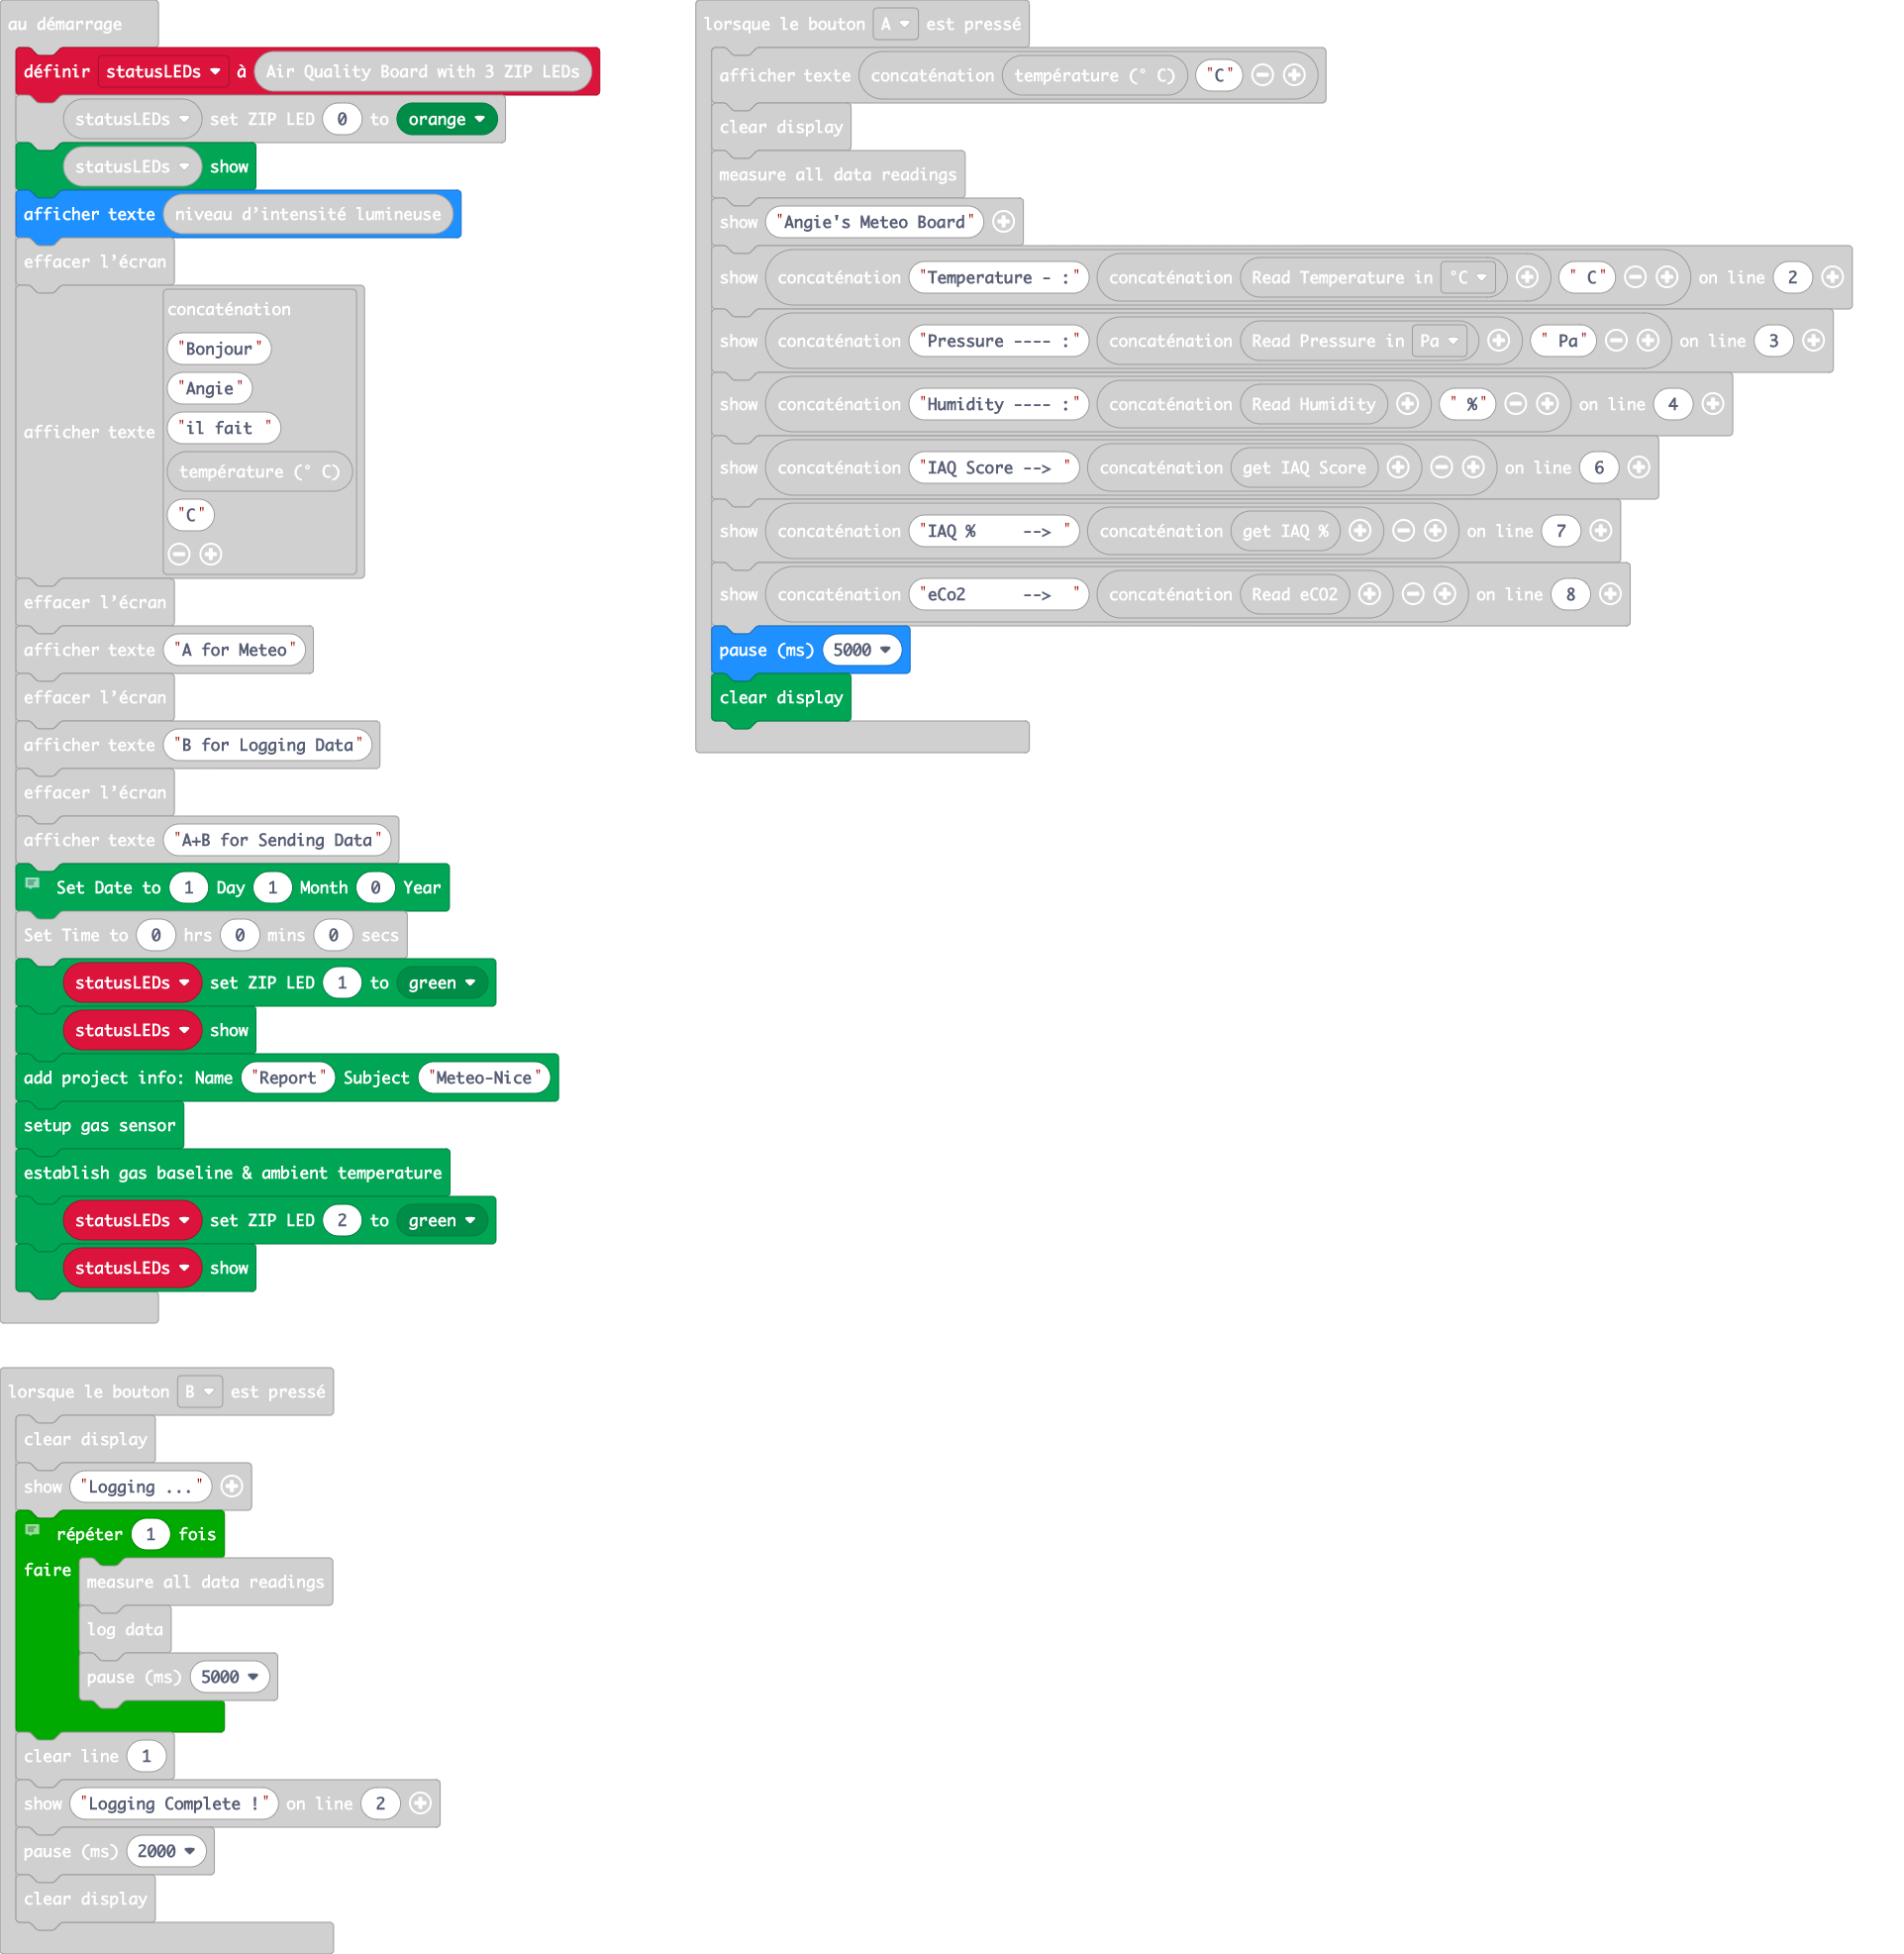 au démarrage
définir statusLEDs à Air Quality Board with 3 ZIP LEDs
statusLEDs set ZIP LED 0 to orange
statusLEDs show
afficher texte niveau d’intensité lumineuse
effacer l’écran
afficher texte
concaténation
"Bonjour"
"Angie"
"il fait "
température (° C)
"C"
effacer l’écran
afficher texte "A for Meteo"
effacer l’écran
afficher texte "B for Logging Data"
effacer l’écran
afficher texte "A+B for Sending Data"
Set Date to 1 Day 1 Month 0 Year
Set Time to 0 hrs 0 mins 0 secs
statusLEDs set ZIP LED 1 to green
statusLEDs show
add project info: Name "Report" Subject "Meteo-Nice"
setup gas sensor
establish gas baseline & ambient temperature
statusLEDs set ZIP LED 2 to green
statusLEDs show
lorsque le bouton A est pressé
afficher texte concaténation température (° C) "C"
clear display
measure all data readings
show "Angie's Meteo Board"
show concaténation "Temperature - :" concaténation Read Temperature in °C " C" on line 2
show concaténation "Pressure ---- :" concaténation Read Pressure in Pa " Pa" on line 3
show concaténation "Humidity ---- :" concaténation Read Humidity " %" on line 4
show concaténation "IAQ Score --> " concaténation get IAQ Score on line 6
show concaténation "IAQ %     --> " concaténation get IAQ % on line 7
show concaténation "eCo2      -->  " concaténation Read eCO2 on line 8
pause (ms) 5000
clear display
lorsque le bouton B est pressé
clear display
show "Logging ..."
répéter 1 fois
faire
measure all data readings
log data
pause (ms) 5000
clear line 1
show "Logging Complete !" on line 2
pause (ms) 2000
clear display